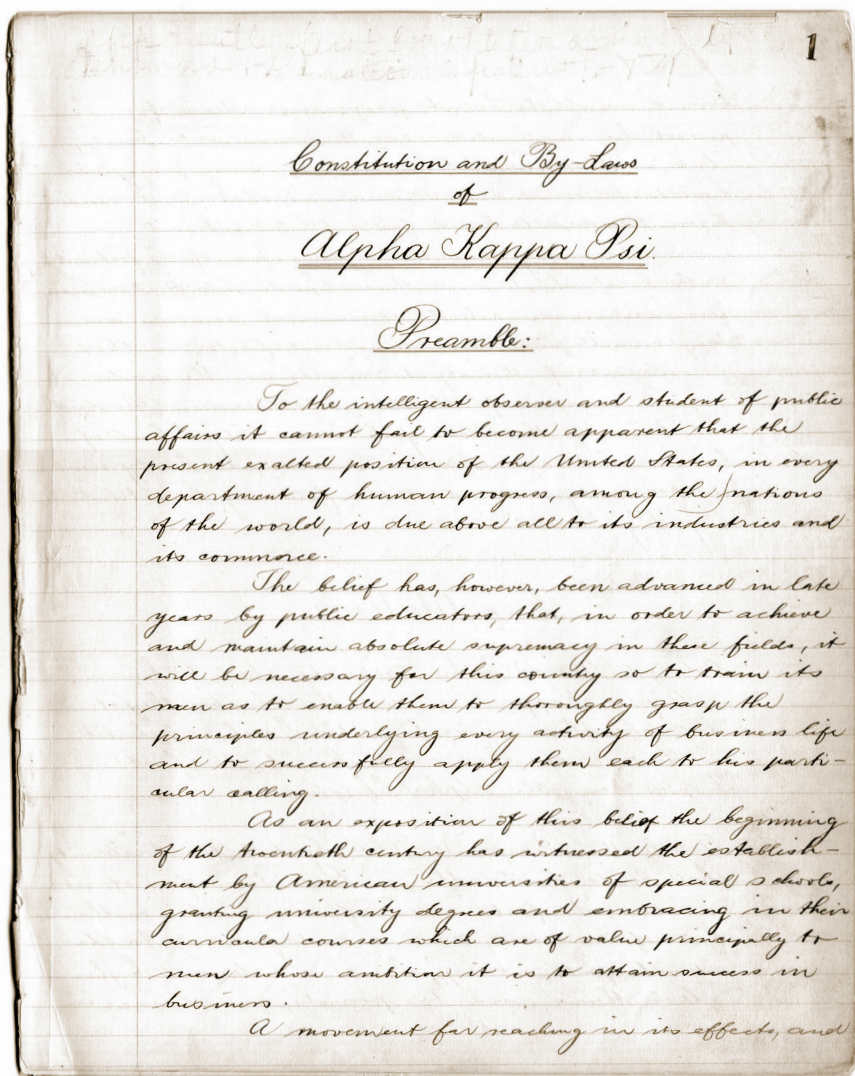 1
Constitution and By-Laws
of
Alpha Kappa Psi.
Preamble:
To the intelligent observer and student of public
affairs it cannot fail to become apparent that the
present exalted position of the United States, in every
department of human progress, among the nations
of the world, is due above all to its industries and
its commerce.
The belief has, however, been advanced in late
years by public educators, that, in order to achieve
and maintain absolute supremacy in these fields, it
will be necessary for this country so to train its
men as to enable them to thoroughly grasp the
principles underlying every activity of business life
and to successfully apply them each to his parti-
cular calling.
As an exposition of this belief the beginning
of the twentieth century has witnessed the establish-
ment by American universities of special schools,
granting university degrees and embracing in their
curricula courses which are of value principally to
men whose ambition it is to attain success in
business.
A movement far reaching in its effects, and